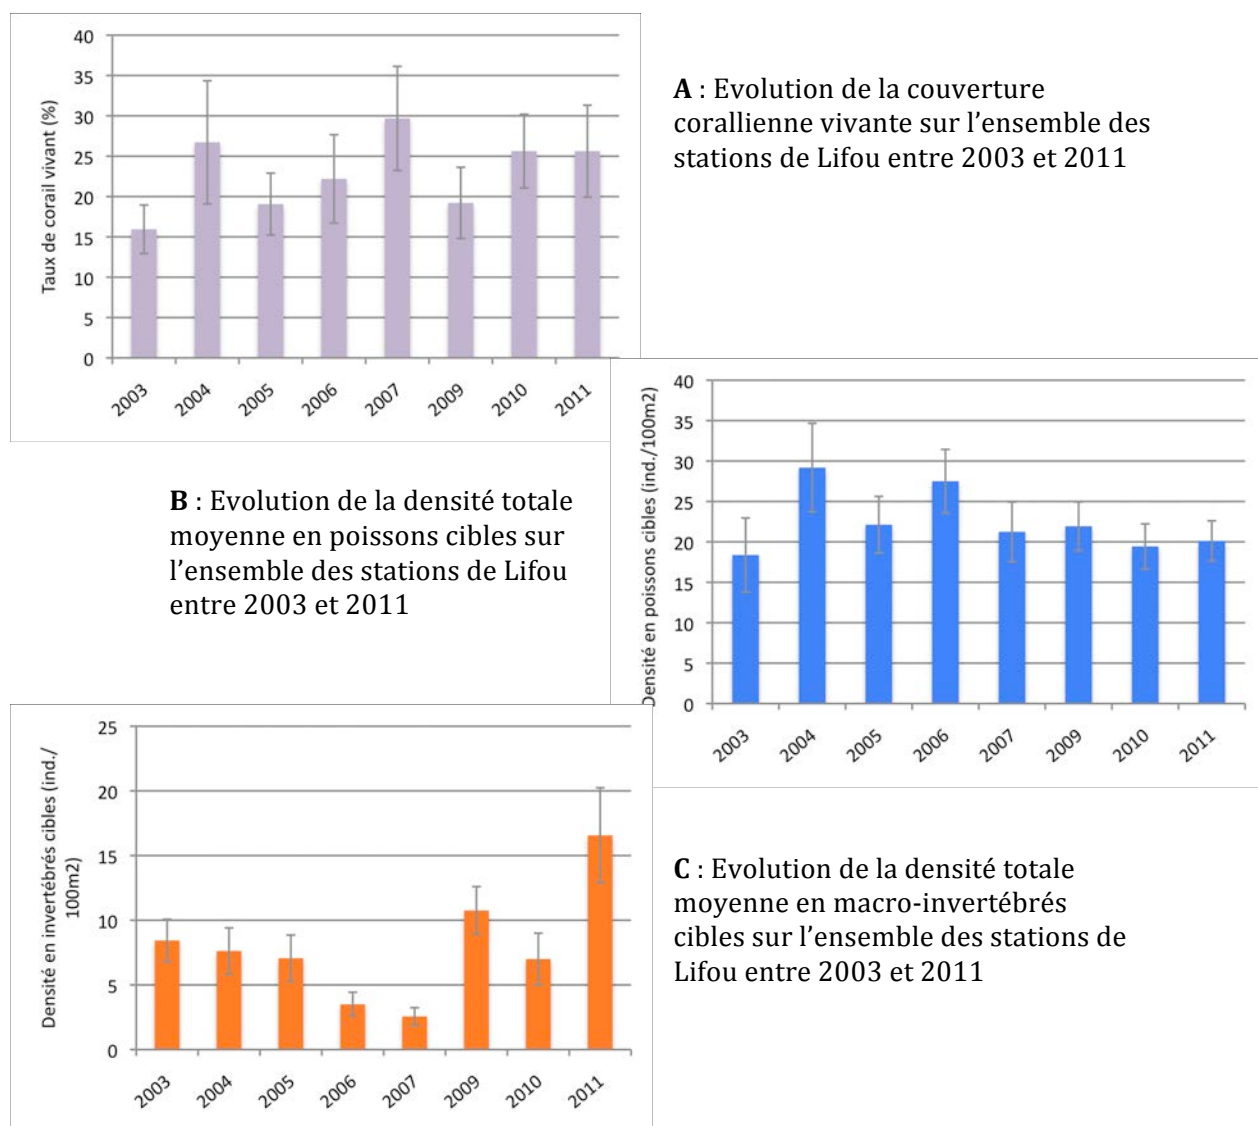 40
35
30
25
20
15
10
5
0
Taux de corail vivant (%)
2003 2004 2005 2006 2007 2009 2010 2011
A : Evolution de la couverture
corallienne vivante sur l'ensemble des
stations de Lifou entre 2003 et 2011
40
35
30
25
20
15
10
5
0
Densité en poissons cibles (ind./100m2)
2003 2004 2005 2006 2007 2009 2010 2011
B : Evolution de la densité totale
moyenne en poissons cibles sur
l'ensemble des stations de Lifou
entre 2003 et 2011
25
20
15
10
5
0
Densité en invertébrés cibles (ind./
100m2)
2003 2004 2005 2006 2007 2009 2010 2011
C : Evolution de la densité totale
moyenne en macro-invertébrés
cibles sur l'ensemble des stations de
Lifou entre 2003 et 2011